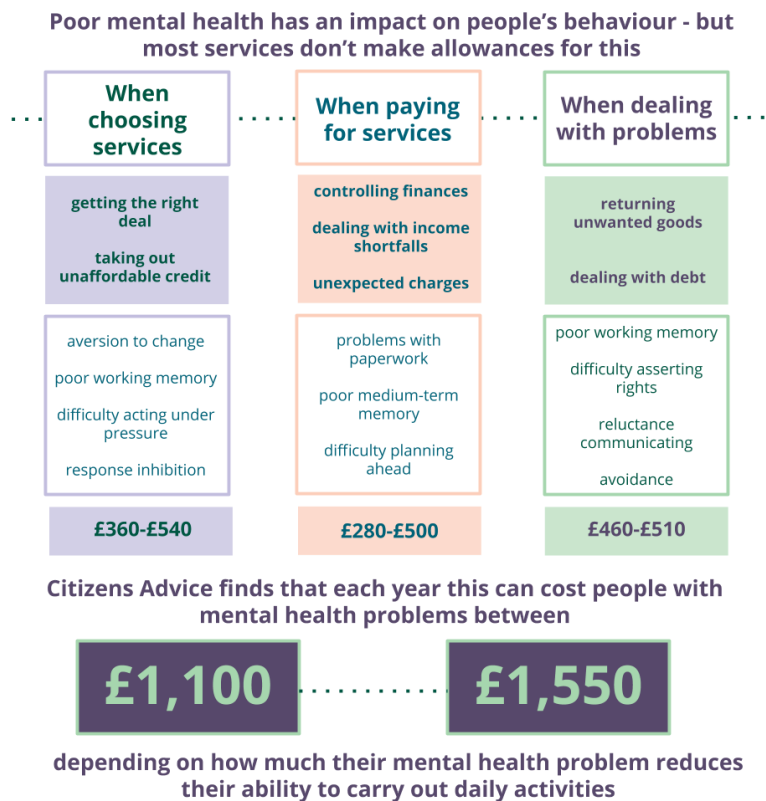 Poor mental health has an impact on people's behaviour - but
most services don't make allowances for this
When
choosing
services
getting the right
deal
taking out
unaffordable credit
aversion to change
poor working memory
difficulty acting under
pressure
response inhibition
£360-£540
When paying
for services
controlling finances
dealing with income
shortfalls
unexpected charges
problems with
paperwork
poor medium-term
memory
difficulty planning
ahead
£280-£500
When dealing
with problems
returning
unwanted goods
dealing with debt
poor working memory
difficulty asserting
rights
reluctance
communicating
avoidance
£460-£510
Citizens Advice finds that each year this can cost people with
mental health problems between
£1,100
£1,550
depending on how much their mental health problem reduces
their ability to carry out daily activities